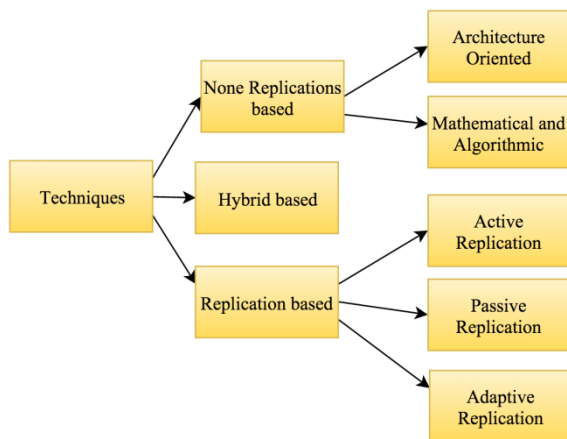 Architecture
Oriented
None Replications
based
Mathematical and
Algorithmic
Techniques
Hybrid based
Active
Replication
Replication based
Passive
Replication
Adaptive
Replication